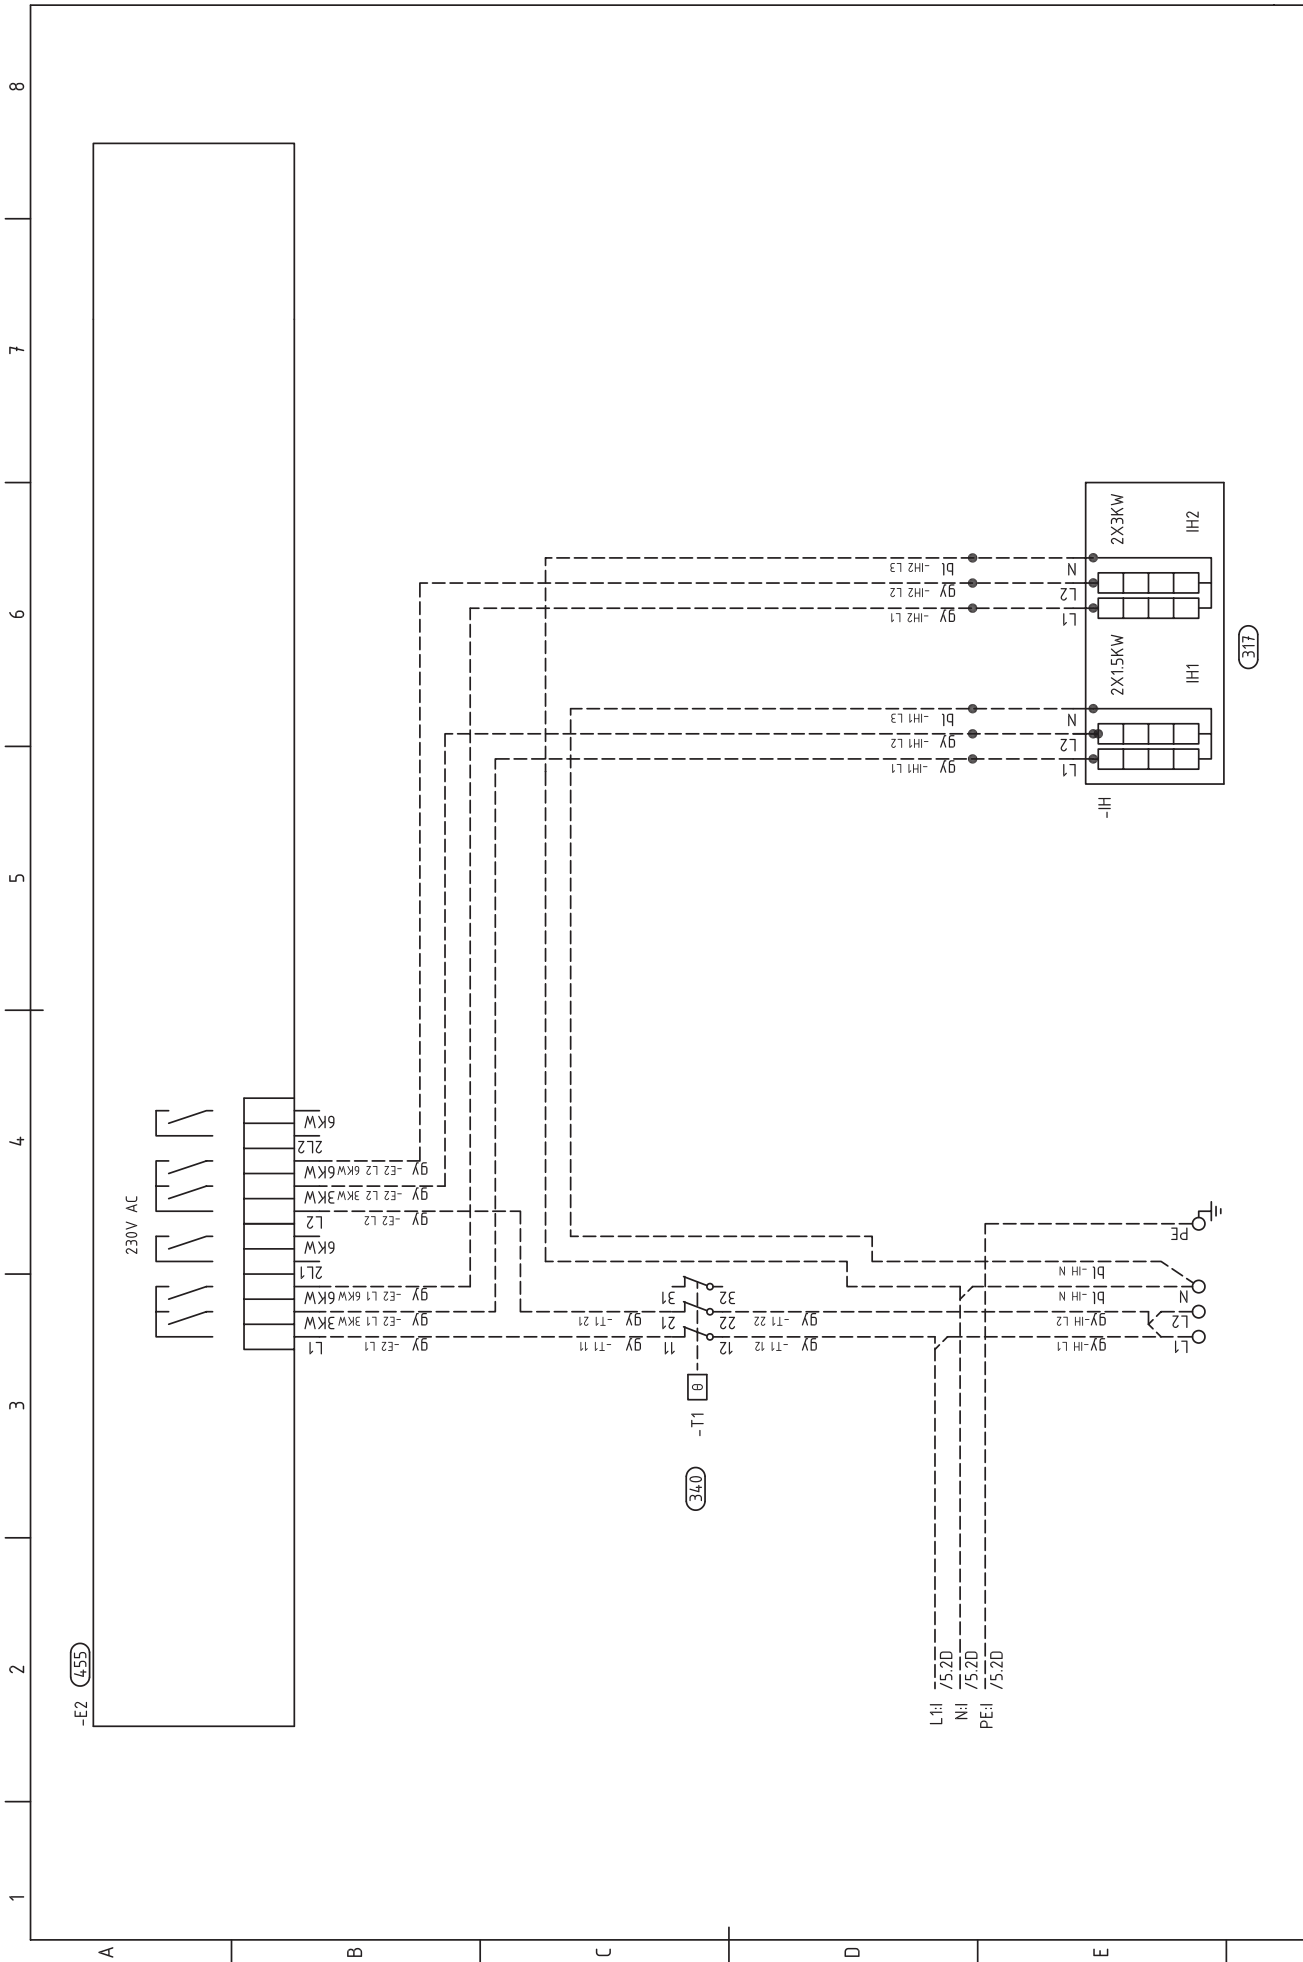 1
2
3
4
5
6
7
8
A
B
C
D
E
-E2
455
230V AC
L1
3KW
6KW
2L1
6KW
L2
3KW
6KW
2L2
6KW
gy -E2 L1
gy -E2 L1 3KW
gy -E2 L1 6KW
gy -E2 L2
gy -E2 L2 3KW
gy -E2 L2 6KW
gy -T1 11
gy -T1 21
11
21
31
12
22
32
-T1
θ
340
gy -T1 12
gy -T1 22
L1:I
/5.2D
N:I
/5.2D
PE:I
/5.2D
gy -IH1 L1
gy -IH1 L2
bl -IH1 L3
gy -IH2 L1
gy -IH2 L2
bl -IH2 L3
gy-IH L1
gy-IH L2
bl -IH N
bl -IH N
L1
L2
N
PE
-IH
L1
L2
N
2X1.5KW
IH1
L1
L2
N
2X3KW
IH2
317